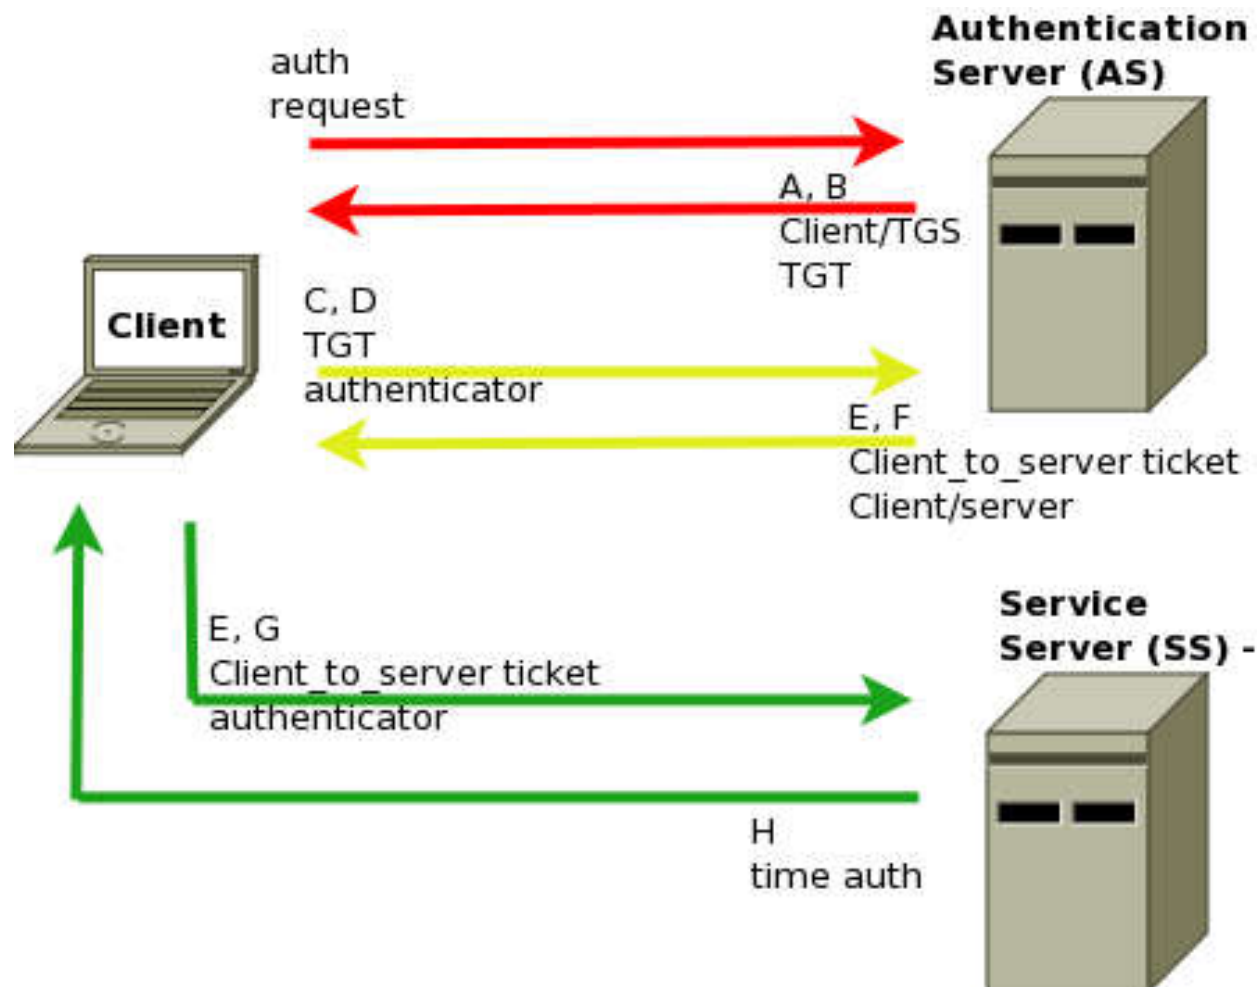 Authentication
Server (AS)
auth
request
A, B
Client/TGS
TGT
Client
C, D
TGT
authenticator
E, F
Client_to_server ticket
Client/server
E, G
Client_to_server ticket
authenticator
Service
Server (SS) -
H
time auth